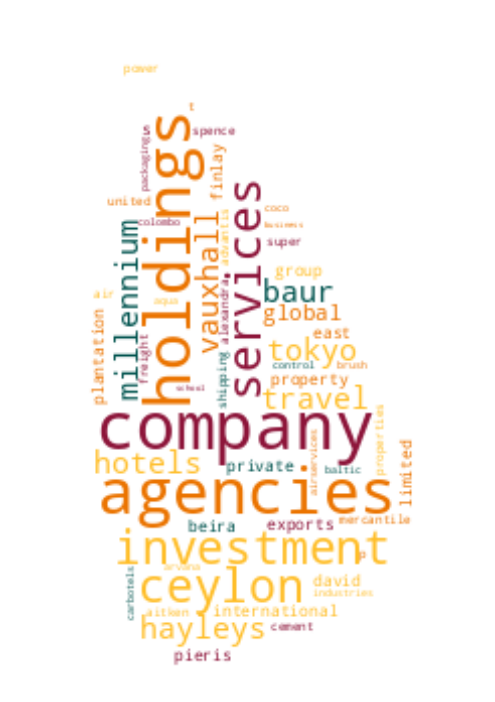 power
t
packagings
spence
holdings
finlay
services
united
colombo
vauxhall
advantis
coco
business
millennium
super
group
alexandra
baur
air
aqua
global
plantation
east
freight
tokyo
shipping
control
brush
school
property
travel
company
properties
hotels
private
baltic
airservices
limited
agencies
beira
exports
mercantile
investment
p
arvana
ceylon
carbotels
david
industries
aitken
international
hayleys
cement
pieris